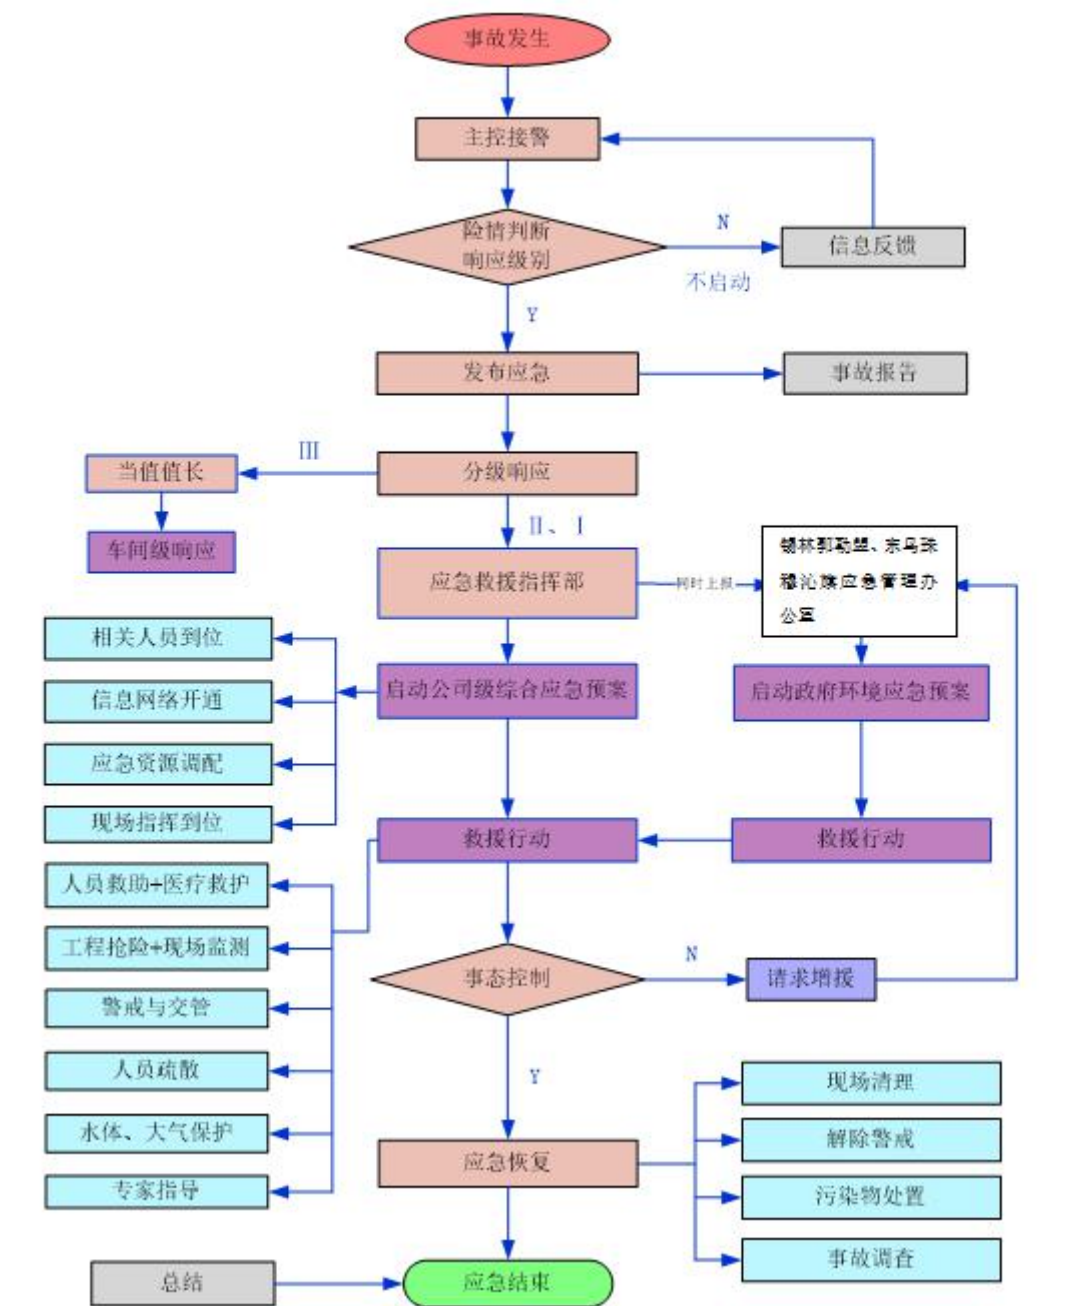 事故发生
主控接警
险情判断
响应级别
N
不启动
信息反馈
Y
发布应急
事故报告
分级响应
III
当值值长
车间级响应
II、I
应急救援指挥部
同时上报
锡林郭勒盟、东乌珠
穆沁旗应急管理办
公室
相关人员到位
信息网络开通
应急资源调配
现场指挥到位
启动公司级综合应急预案
启动政府环境应急预案
救援行动
救援行动
人员救助+医疗救护
工程抢险+现场监测
警戒与交管
人员疏散
水体、大气保护
专家指导
事态控制
N
请求增援
Y
应急恢复
现场清理
解除警戒
污染物处置
事故调查
总结
应急结束